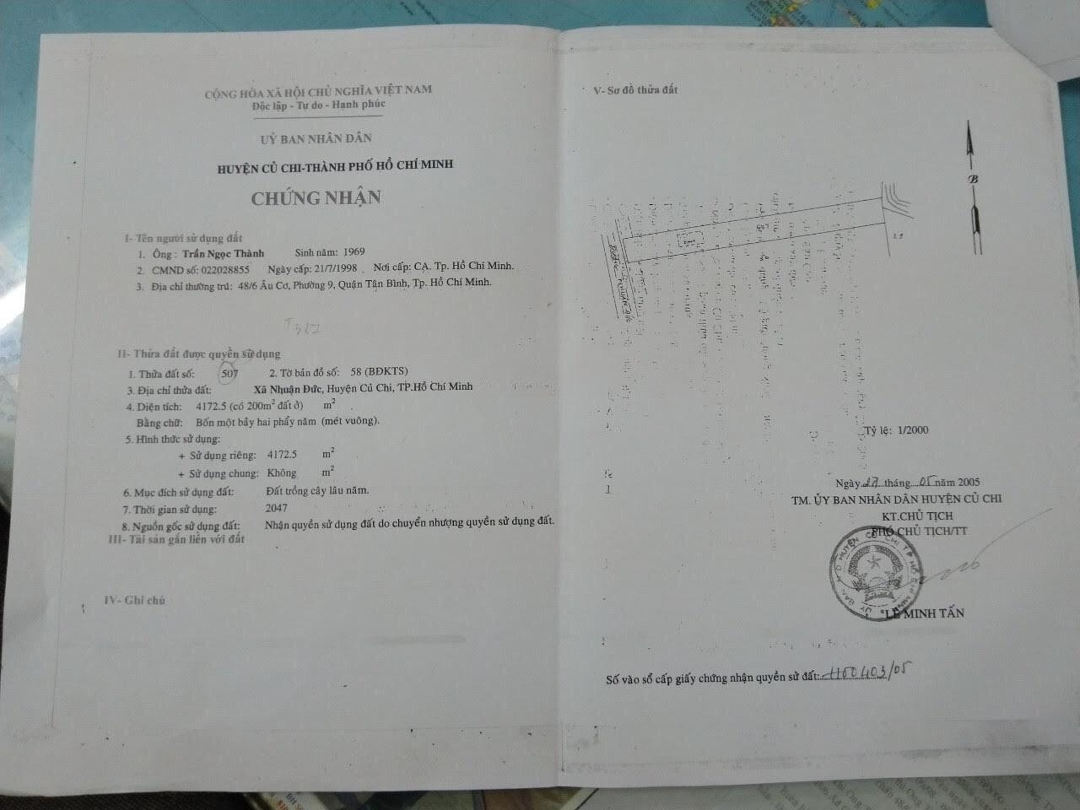 CỘNG HÒA XÃ HỘI CHỦ NGHĨA VIỆT NAM
Độc lập - Tự do - Hạnh phúc
UỶ BAN NHÂN DÂN
HUYỆN CỦ CHI-THÀNH PHỐ HỒ CHÍ MINH
CHỨNG NHẬN
I- Tên người sử dụng đất
1. Ông : Trần Ngọc Thành Sinh năm: 1969
2. CMND số: 022028855 Ngày cấp: 21/7/1998 Nơi cấp: CA. Tp. Hồ Chí Minh.
3. Địa chỉ thường trú: 48/6 Âu Cơ, Phường 9, Quận Tân Bình, Tp. Hồ Chí Minh.
II- Thửa đất được quyền sử dụng
1. Thửa đất số: 507 2. Tờ bản đồ số: 58 (BĐKTS)
3. Địa chỉ thửa đất: Xã Nhuận Đức, Huyện Củ Chi, TP.Hồ Chí Minh
4. Diện tích: 4172.5 (có 200m² đất ở) m²
Bằng chữ: Bốn một bảy hai phẩy năm (mét vuông).
5. Hình thức sử dụng:
+ Sử dụng riêng: 4172.5 m²
+ Sử dụng chung: Không m²
6. Mục đích sử dụng đất: Đất trồng cây lâu năm.
7. Thời gian sử dụng: 2047
8. Nguồn gốc sử dụng đất: Nhận quyền sử dụng đất do chuyển nhượng quyền sử dụng đất.
III- Tài sản gắn liền với đất
IV- Ghi chú
V- Sơ đồ thửa đất
B
Tỷ lệ: 1/2000
Ngày 27 tháng 05 năm 2005
TM. ỦY BAN NHÂN DÂN HUYỆN CỦ CHI
KT.CHỦ TỊCH
PHÓ CHỦ TỊCH/TT
LÊ MINH TẤN
Số vào sổ cấp giấy chứng nhận quyền sử đất: